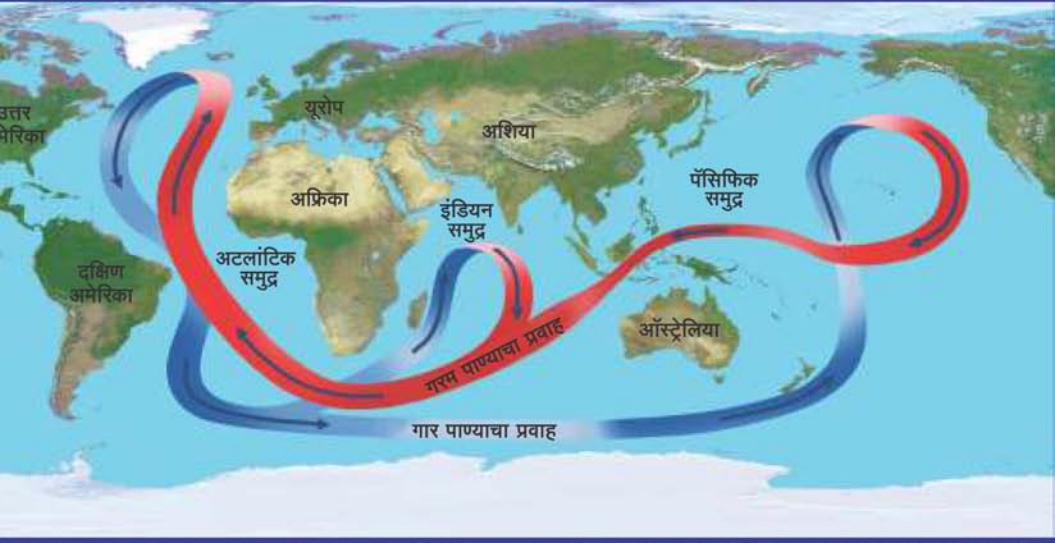 उत्तर
यूरोप
अशिया
अफ्रिका
पॅसिफिक
समुद्र
इंडियन
समुद्र
अटलांटिक
समुद्र
दक्षिण
अमेरिका
ऑस्ट्रेलिया
गरम पाण्याचा प्रवाह
गार पाण्याचा प्रवाह